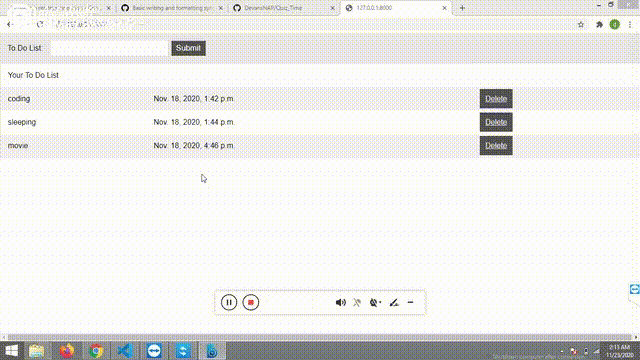 Basic writing and formatting syn
DevanshAP/Quiz_Time
127.0.0.1:8000
To Do List
Submit
Your To Do List
coding Nov. 18, 2020, 1:42 p.m. Delete
sleeping Nov. 18, 2020, 1:44 p.m. Delete
movie Nov. 18, 2020, 4:46 p.m. Delete
2:13 AM
11/23/2020